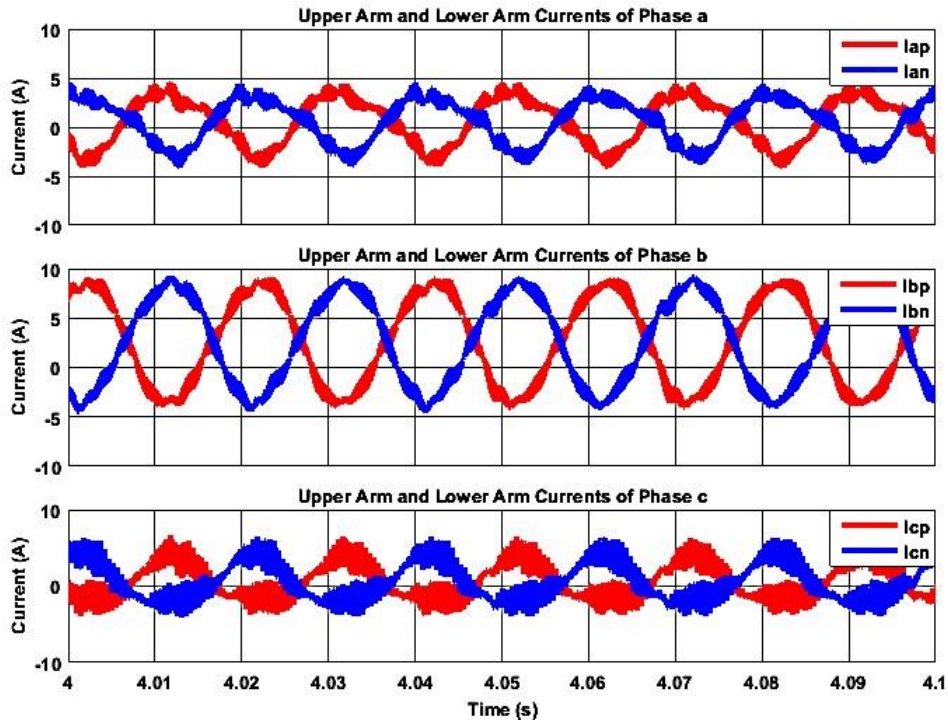 Upper Arm and Lower Arm Currents of Phase a
Current (A)
10
5
0
-5
-10
Iap
Ian
Upper Arm and Lower Arm Currents of Phase b
Current (A)
10
5
0
-5
-10
Ibp
Ibn
Upper Arm and Lower Arm Currents of Phase c
Current (A)
10
0
-10
Icp
Icn
4 4.01 4.02 4.03 4.04 4.05 4.06 4.07 4.08 4.09 4.1
Time (s)